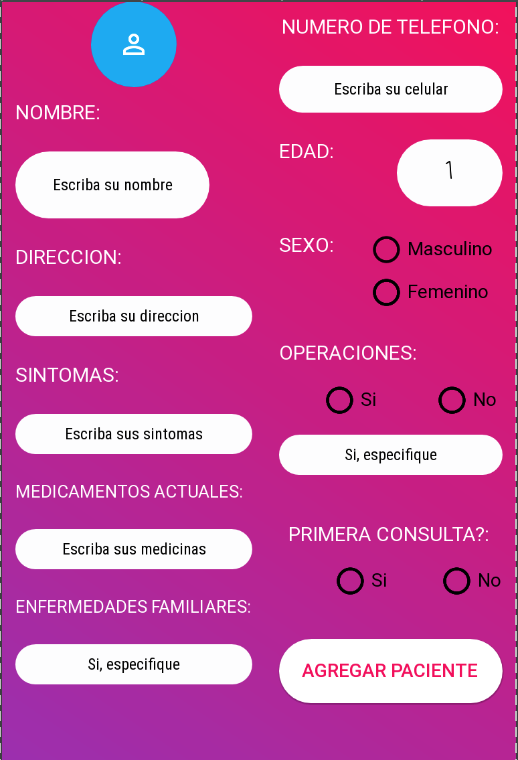 NOMBRE:
Escriba su nombre
DIRECCION:
Escriba su direccion
SINTOMAS:
Escriba sus sintomas
MEDICAMENTOS ACTUALES:
Escriba sus medicinas
ENFERMEDADES FAMILIARES:
Si, especifique
NUMERO DE TELEFONO:
Escriba su celular
EDAD:
1
SEXO:
Masculino
Femenino
OPERACIONES:
Si No
Si, especifique
PRIMERA CONSULTA?:
Si No
AGREGAR PACIENTE